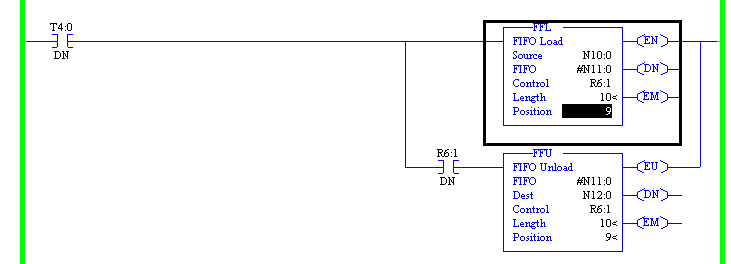 T4:0
DN
FFL
FIFO Load
Source N10:0
FIFO #N11:0
Control R6:1
Length 10<
Position 9
EN
DN
EM
R6:1
DN
FFU
FIFO Unload
FIFO #N11:0
Dest N12:0
Control R6:1
Length 10<
Position 9<
EU
DN
EM